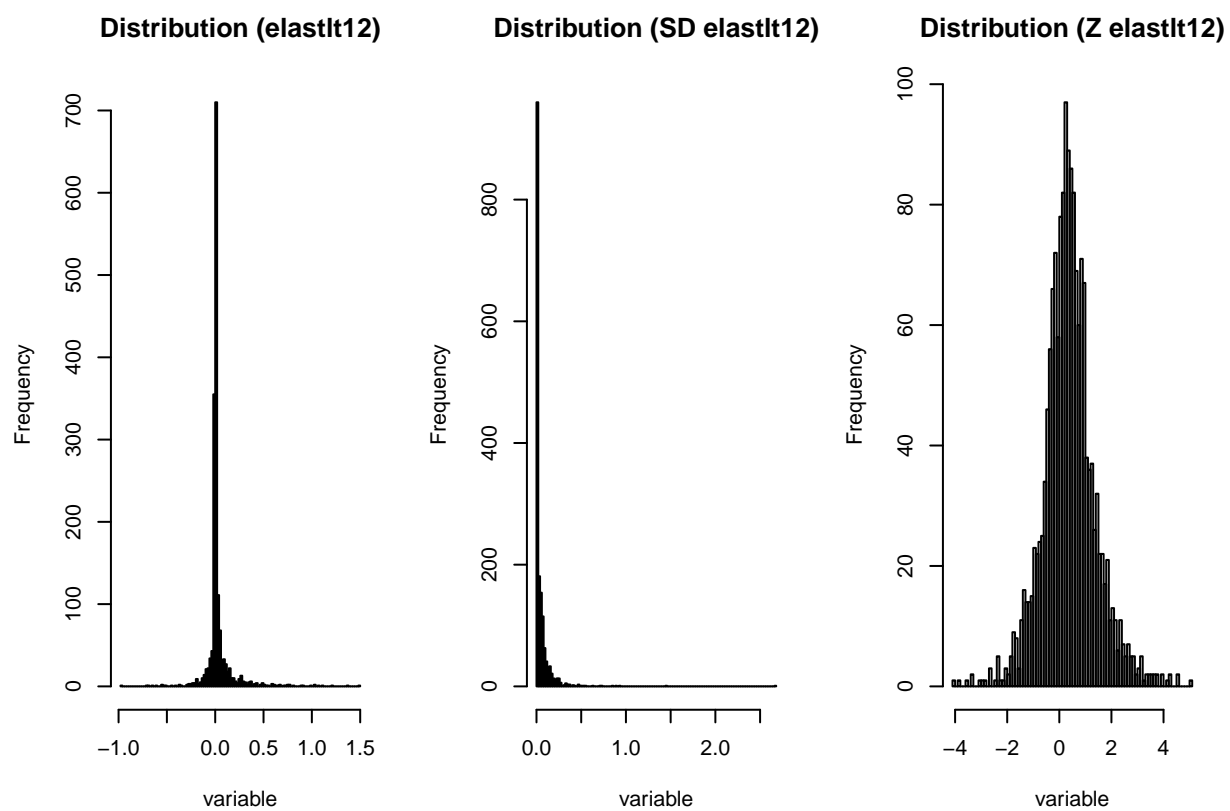 Distribution (elastlt12)
Frequency
700
600
500
400
300
200
100
0
−1.0 0.0 0.5 1.0 1.5
variable
Distribution (SD elastlt12)
Frequency
800
600
400
200
0
0.0 1.0 2.0
variable
Distribution (Z elastlt12)
Frequency
100
80
60
40
20
0
−4 −2 0 2 4
variable